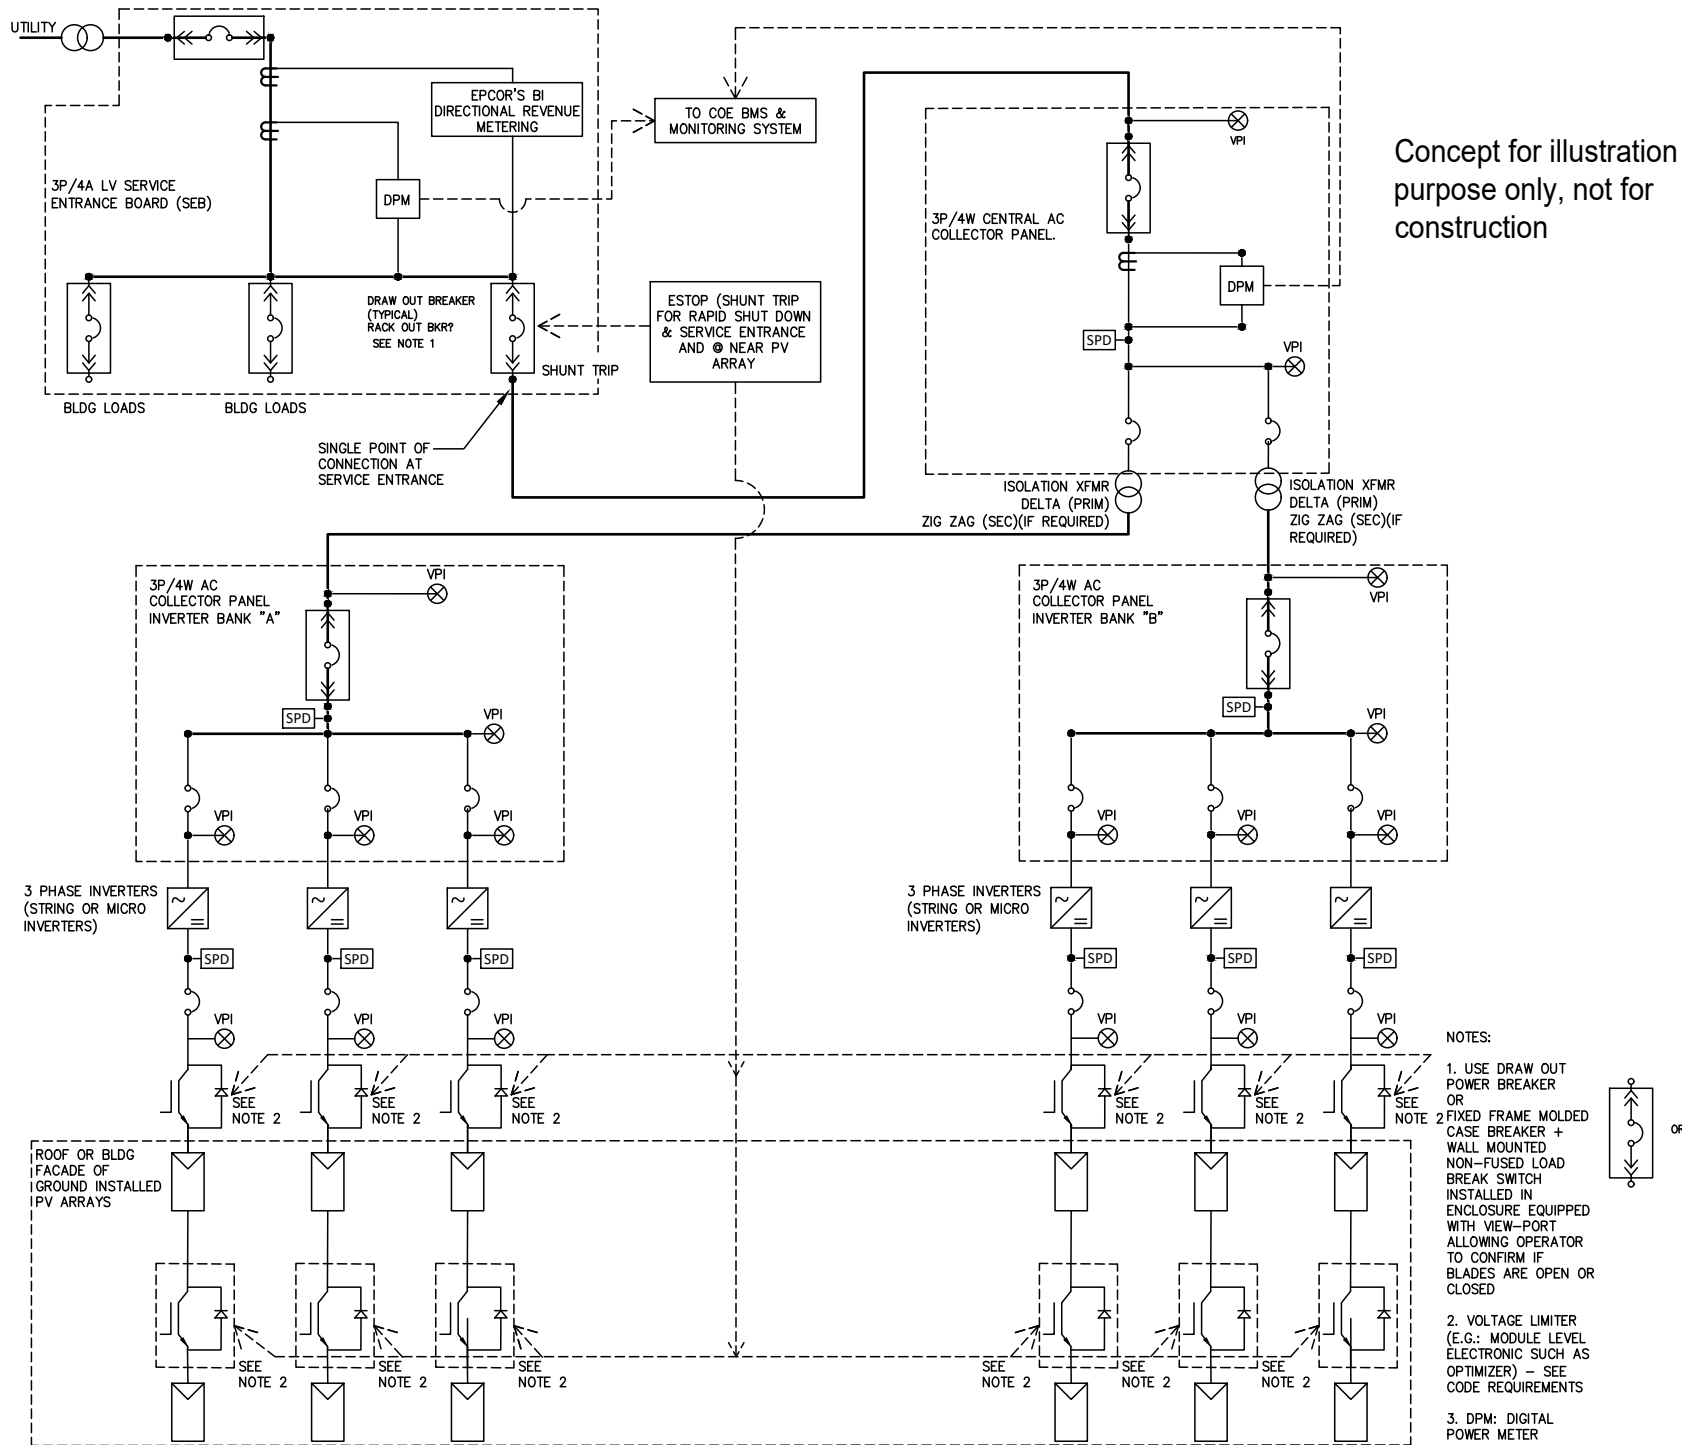 UTILITY
EPCOR'S BI
DIRECTIONAL REVENUE
METERING
TO COE BMS &
MONITORING SYSTEM
VPI
Concept for illustration
purpose only, not for
construction
3P/4A LV SERVICE
ENTRANCE BOARD (SEB)
DPM
3P/4W CENTRAL AC
COLLECTOR PANEL.
DPM
DRAW OUT BREAKER
(TYPICAL)
RACK OUT BKR?
SEE NOTE 1
ESTOP (SHUNT TRIP
FOR RAPID SHUT DOWN
& SERVICE ENTRANCE
AND @ NEAR PV
ARRAY
SPD
VPI
SHUNT TRIP
BLDG LOADS
BLDG LOADS
SINGLE POINT OF
CONNECTION AT
SERVICE ENTRANCE
ISOLATION XFMR
DELTA (PRIM)
ZIG ZAG (SEC)(IF REQUIRED)
ISOLATION XFMR
DELTA (PRIM)
ZIG ZAG (SEC)(IF
REQUIRED)
3P/4W AC
COLLECTOR PANEL
INVERTER BANK "A"
VPI
SPD
VPI
VPI
VPI
VPI
3P/4W AC
COLLECTOR PANEL
INVERTER BANK "B"
VPI
SPD
VPI
VPI
VPI
VPI
3 PHASE INVERTERS
(STRING OR MICRO
INVERTERS)
SPD
SPD
SPD
VPI
VPI
VPI
3 PHASE INVERTERS
(STRING OR MICRO
INVERTERS)
SPD
SPD
SPD
VPI
VPI
VPI
SEE
NOTE 2
SEE
NOTE 2
SEE
NOTE 2
SEE
NOTE 2
SEE
NOTE 2
SEE
NOTE 2
ROOF OR BLDG
FACADE OF
GROUND INSTALLED
PV ARRAYS
SEE
NOTE 2
SEE
NOTE 2
SEE
NOTE 2
SEE
NOTE 2
SEE
NOTE 2
SEE
NOTE 2
NOTES:
1. USE DRAW OUT
POWER BREAKER
OR
FIXED FRAME MOLDED
CASE BREAKER +
WALL MOUNTED
NON-FUSED LOAD
BREAK SWITCH
INSTALLED IN
ENCLOSURE EQUIPPED
WITH VIEW-PORT
ALLOWING OPERATOR
TO CONFIRM IF
BLADES ARE OPEN OR
CLOSED
OR
2. VOLTAGE LIMITER
(E.G.: MODULE LEVEL
ELECTRONIC SUCH AS
OPTIMIZER) - SEE
CODE REQUIREMENTS
3. DPM: DIGITAL
POWER METER